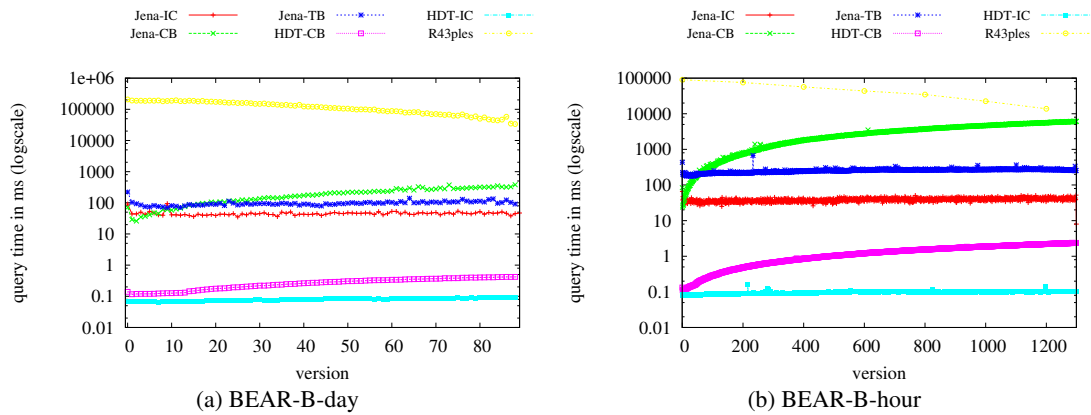 Jena-IC Jena-TB HDT-IC
Jena-CB HDT-CB R43ples
1e+06
100000
10000
1000
100
10
1
0.1
0.01
query time in ms (logscale)
0 10 20 30 40 50 60 70 80
version
(a) BEAR-B-day
Jena-IC Jena-TB HDT-IC
Jena-CB HDT-CB R43ples
100000
10000
1000
100
10
1
0.1
0.01
query time in ms (logscale)
0 200 400 600 800 1000 1200
version
(b) BEAR-B-hour